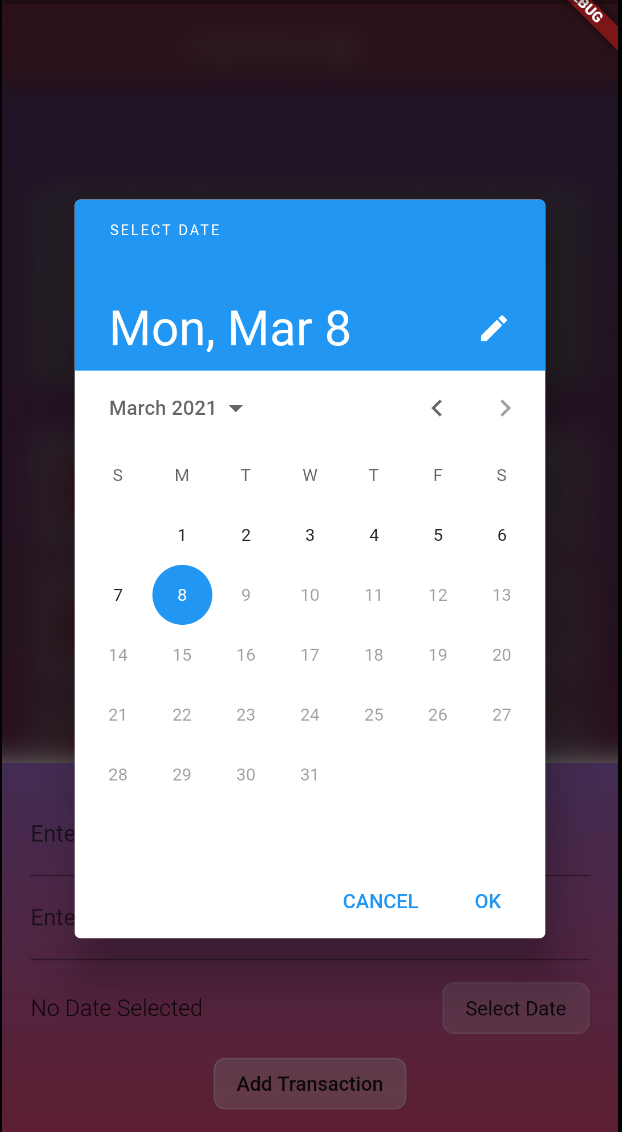 BUG
SELECT DATE
Mon, Mar 8
March 2021
S M T W T F S
1 2 3 4 5 6
7 8 9 10 11 12 13
14 15 16 17 18 19 20
21 22 23 24 25 26 27
28 29 30 31
Ente
CANCEL OK
Ente
No Date Selected Select Date
Add Transaction